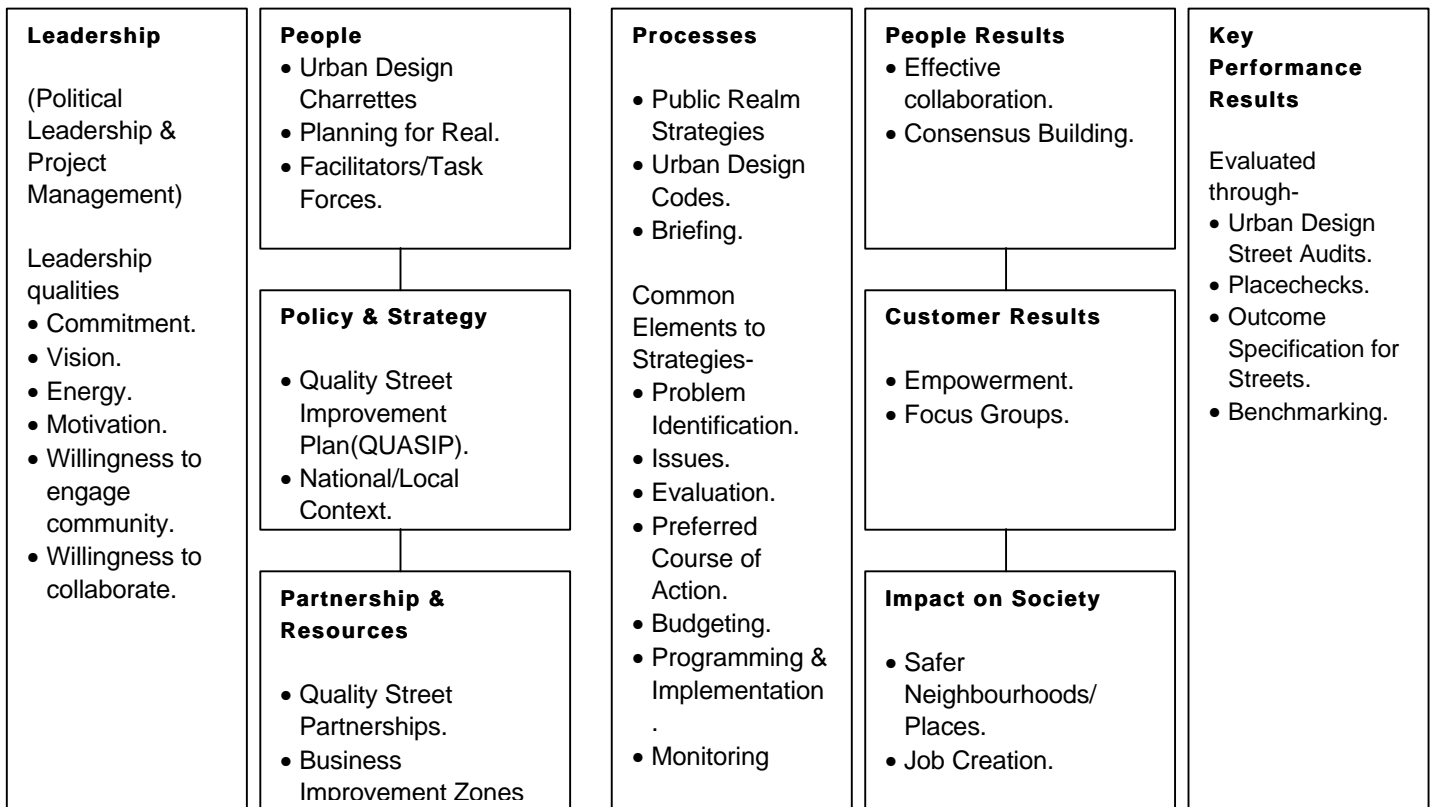 Leadership
(Political
Leadership &
Project
Management)
Leadership
qualities
• Commitment.
• Vision.
• Energy.
• Motivation.
• Willingness to
engage
community.
• Willingness to
collaborate.
People
• Urban Design
Charrettes
• Planning for Real.
• Facilitators/Task
Forces.
Policy & Strategy
• Quality Street
Improvement
Plan(QUASIP).
• National/Local
Context.
Partnership &
Resources
• Quality Street
Partnerships.
• Business
Improvement Zones
Processes
• Public Realm
Strategies
• Urban Design
Codes.
• Briefing.
Common
Elements to
Strategies-
• Problem
Identification.
• Issues.
• Evaluation.
• Preferred
Course of
Action.
• Budgeting.
• Programming &
Implementation
.
• Monitoring
People Results
• Effective
collaboration.
• Consensus Building.
Customer Results
• Empowerment.
• Focus Groups.
Impact on Society
• Safer
Neighbourhoods/
Places.
• Job Creation.
Key
Performance
Results
Evaluated
through-
• Urban Design
Street Audits.
• Placechecks.
• Outcome
Specification for
Streets.
• Benchmarking.